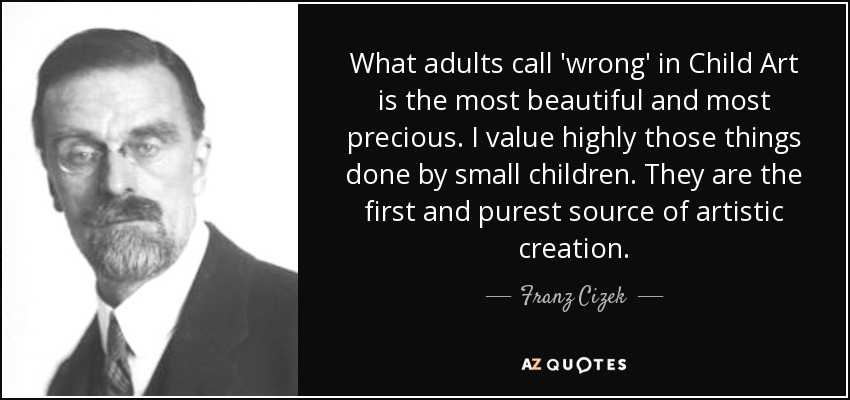 What adults call 'wrong' in Child Art
is the most beautiful and most
precious. I value highly those things
done by small children. They are the
first and purest source of artistic
creation.
Franz Cizek
AZ QUOTES